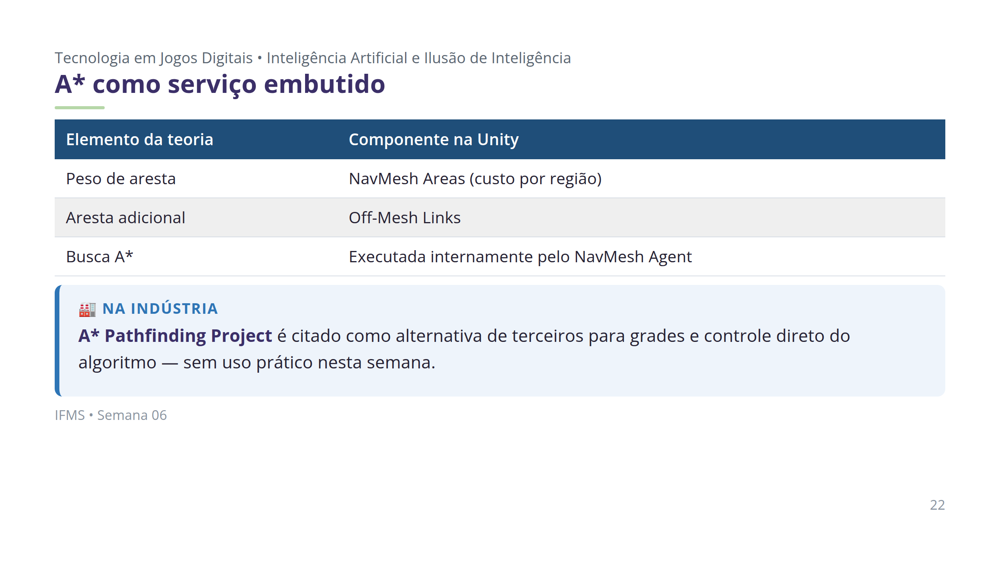 Tecnologia em Jogos Digitais • Inteligência Artificial e Ilusão de Inteligência
A* como serviço embutido
Elemento da teoria Componente na Unity
Peso de aresta NavMesh Areas (custo por região)
Aresta adicional Off-Mesh Links
Busca A* Executada internamente pelo NavMesh Agent
🏭 NA INDÚSTRIA
A* Pathfinding Project é citado como alternativa de terceiros para grades e controle direto do
algoritmo — sem uso prático nesta semana.
IFMS • Semana 06
22